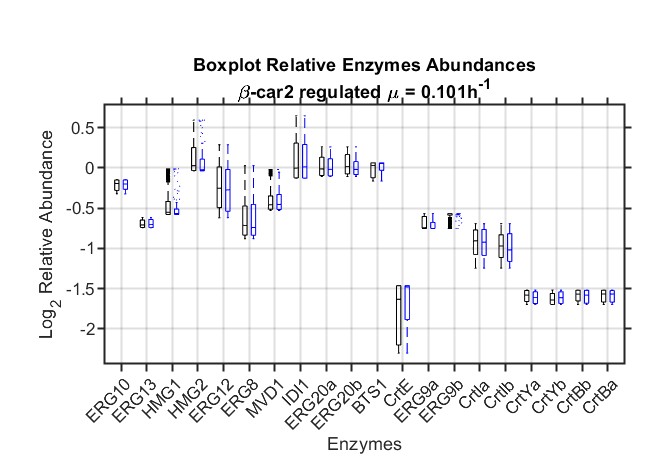 Boxplot Relative Enzymes Abundances
β-car2 regulated μ = 0.101h⁻¹
Log₂ Relative Abundance
0.5
0
-0.5
-1
-1.5
-2
ERG10
ERG13
HMG1
HMG2
ERG12
ERG8
MVD1
IDI1
ERG20a
ERG20b
BTS1
CrtE
ERG9a
ERG9b
CrtIa
CrtIb
CrtYa
CrtYb
CrtBb
CrtBa
Enzymes